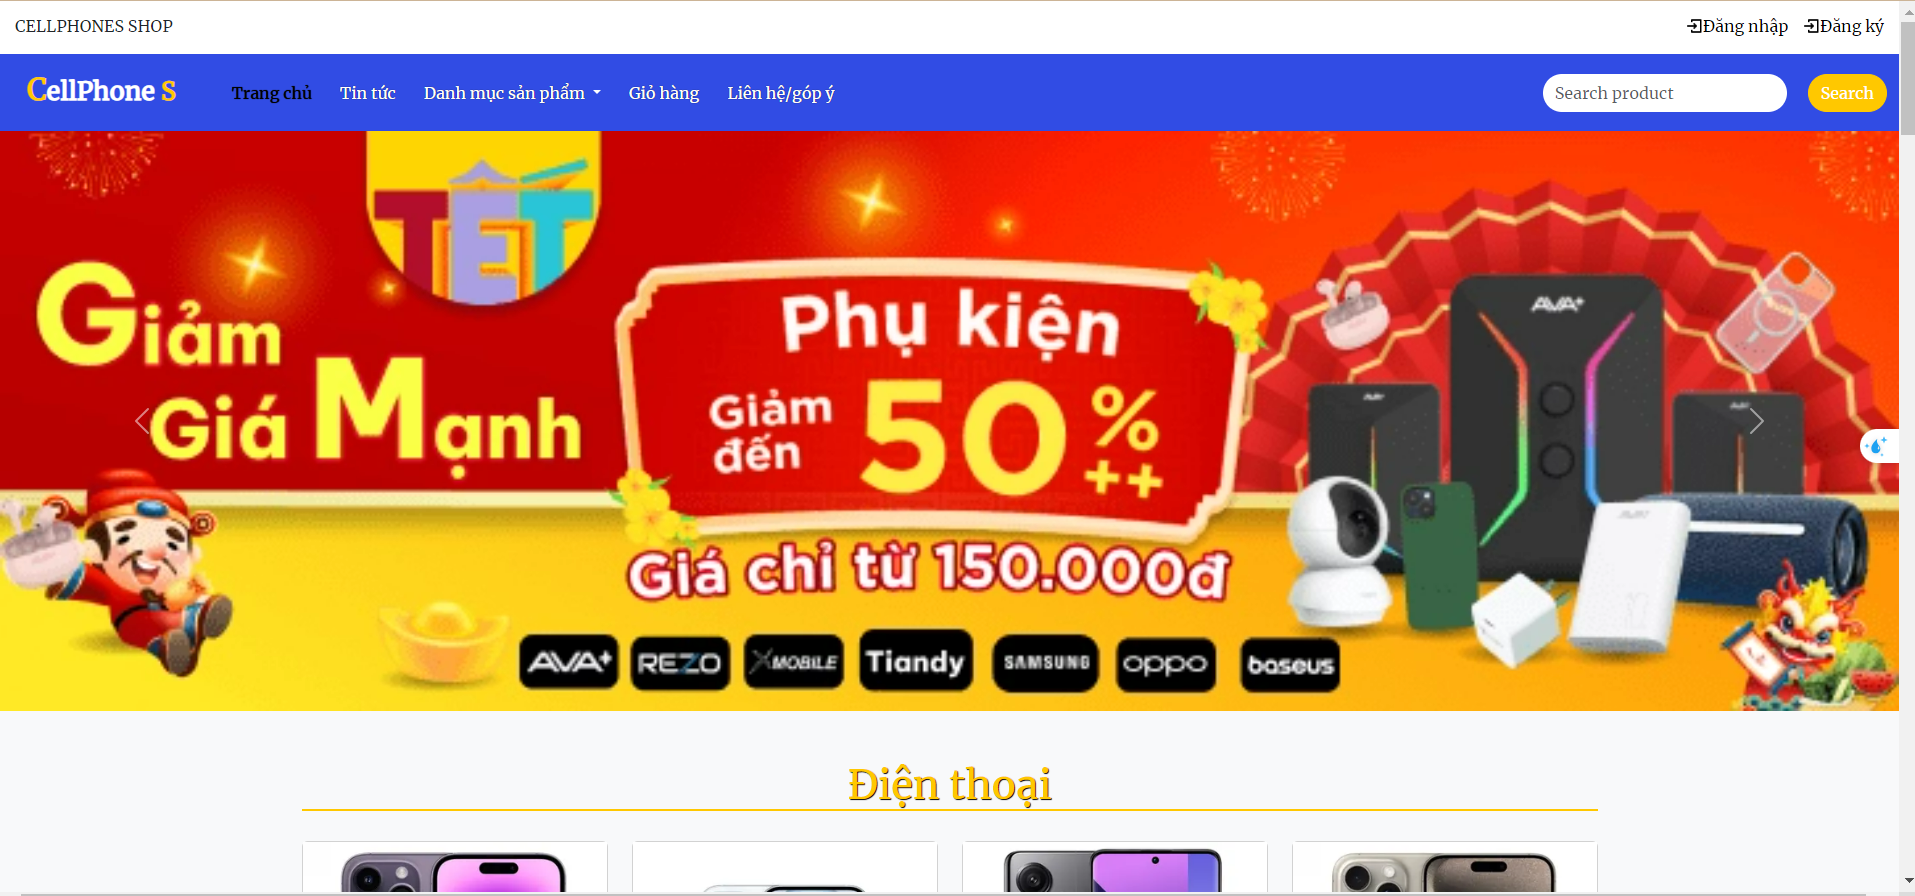 CELLPHONES SHOP
Đăng nhập Đăng ký
CellPhone S
Trang chủ Tin tức Danh mục sản phẩm Giỏ hàng Liên hệ/góp ý
Search product Search
TẾT
Giảm
Giá Mạnh
Phụ kiện
Giảm đến 50%++
Giá chỉ từ 150.000đ
AVA+ REZO XMOBILE Tiandy SAMSUNG oppo baseus
AVA+
Điện thoại